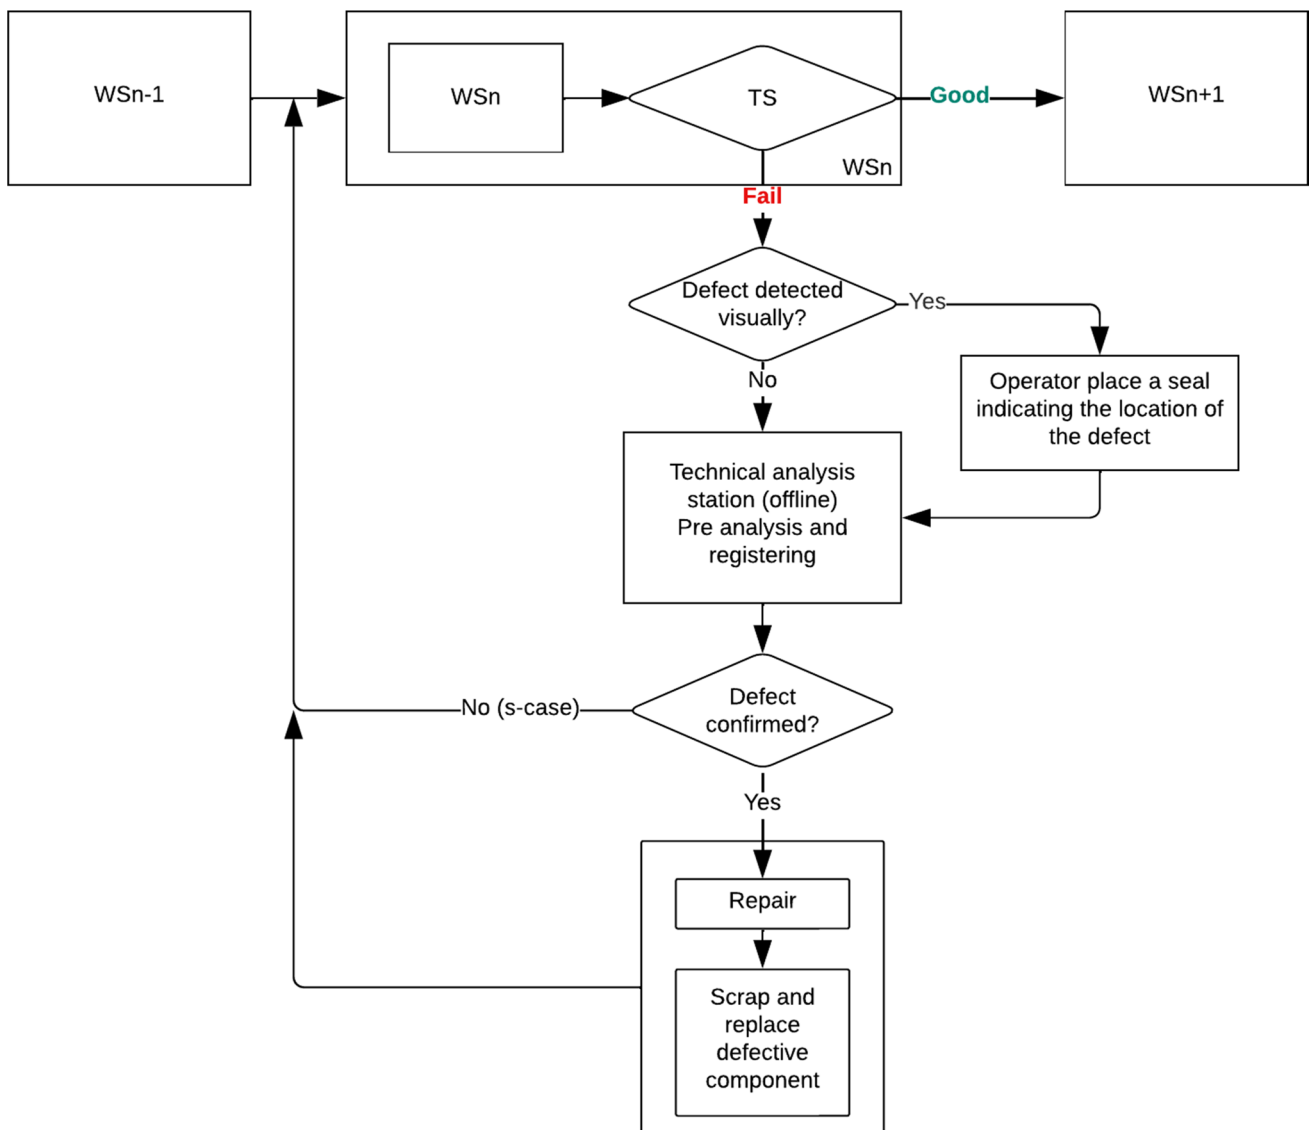 WSn-1
WSn
TS
Good
WSn+1
WSn
Fail
Defect detected
visually?
Yes
No
Operator place a seal
indicating the location of
the defect
Technical analysis
station (offline)
Pre analysis and
registering
Defect
confirmed?
No (s-case)
Yes
Repair
Scrap and
replace
defective
component